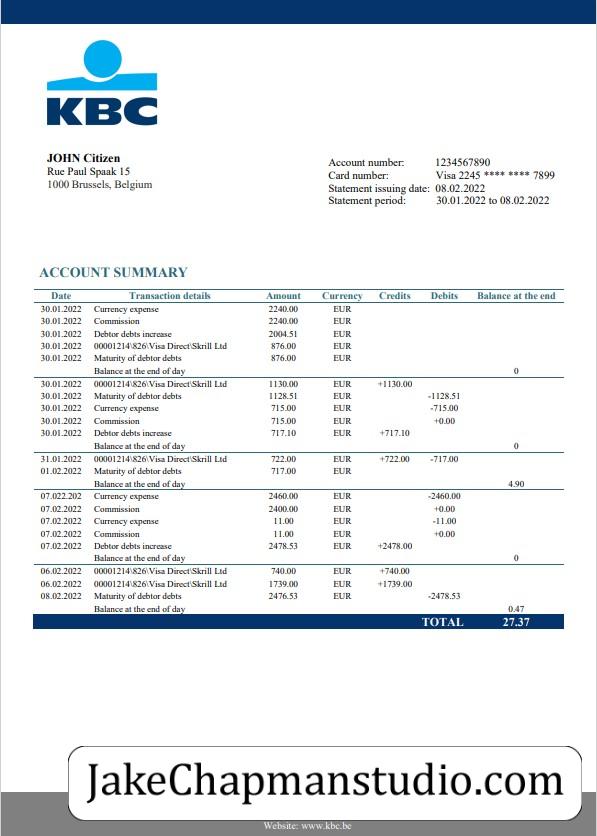 KBC
JOHN Citizen
Rue Paul Spaak 15
1000 Brussels, Belgium
Account number: 1234567890
Card number: Visa 2245 **** **** 7899
Statement issuing date: 08.02.2022
Statement period: 30.01.2022 to 08.02.2022
ACCOUNT SUMMARY
Date Transaction details Amount Currency Credits Debits Balance at the end
30.01.2022 Currency expense 2240.00 EUR
30.01.2022 Commission 2240.00 EUR
30.01.2022 Debtor debts increase 2004.51 EUR
30.01.2022 00001214\826\Visa Direct\Skrill Ltd 876.00 EUR
30.01.2022 Maturity of debtor debts 876.00 EUR
Balance at the end of day 0
30.01.2022 00001214\826\Visa Direct\Skrill Ltd 1130.00 EUR +1130.00
30.01.2022 Maturity of debtor debts 1128.51 EUR -1128.51
30.01.2022 Currency expense 715.00 EUR -715.00
30.01.2022 Commission 715.00 EUR +0.00
30.01.2022 Debtor debts increase 717.10 EUR +717.10
Balance at the end of day 0
31.01.2022 00001214\826\Visa Direct\Skrill Ltd 722.00 EUR +722.00 -717.00
01.02.2022 Maturity of debtor debts 717.00 EUR
Balance at the end of day 4.90
07.022.202 Currency expense 2460.00 EUR -2460.00
07.02.2022 Commission 2400.00 EUR +0.00
07.02.2022 Currency expense 11.00 EUR -11.00
07.02.2022 Commission 11.00 EUR +0.00
07.02.2022 Debtor debts increase 2478.53 EUR +2478.00
Balance at the end of day 0
06.02.2022 00001214\826\Visa Direct\Skrill Ltd 740.00 EUR +740.00
06.02.2022 00001214\826\Visa Direct\Skrill Ltd 1739.00 EUR +1739.00
08.02.2022 Maturity of debtor debts 2476.53 EUR -2478.53
Balance at the end of day 0.47
TOTAL 27.37
JakeChapmanstudio.com
Website: www.kbc.be